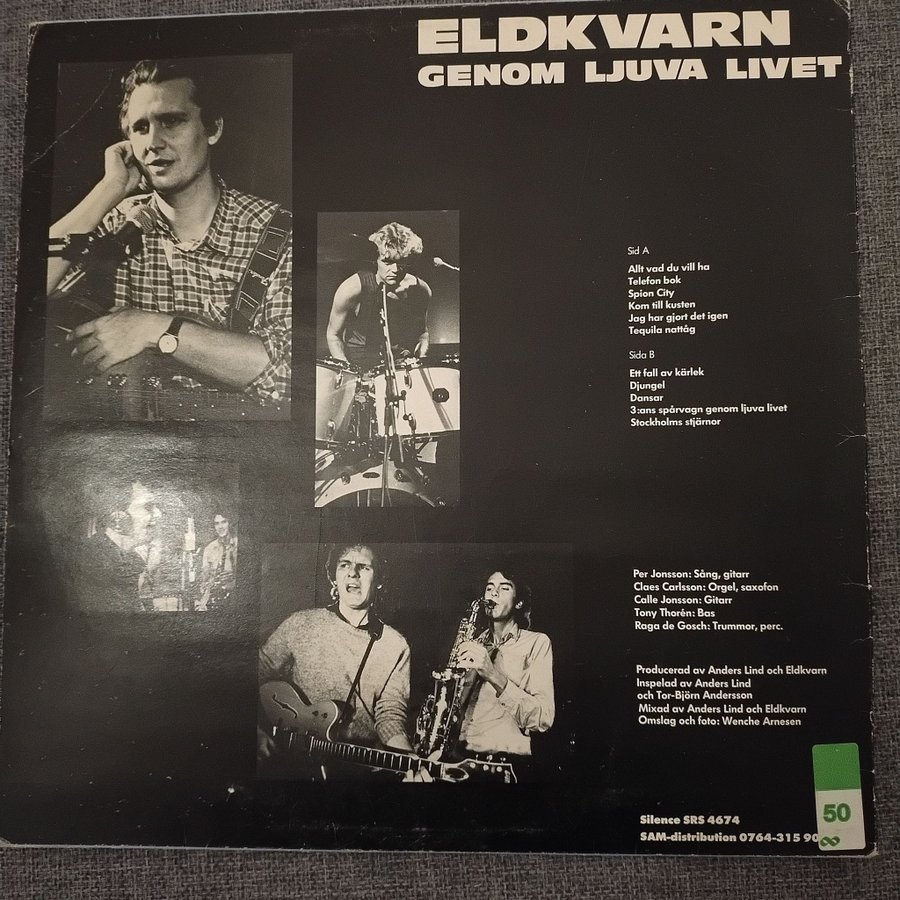 ELDKVARN
GENOM LJUVA LIVET
Sid A
Allt vad du vill ha
Telefon bok
Spion City
Kom till kusten
Jag har gjort det igen
Tequila nattåg
Sida B
Ett fall av kärlek
Djungel
Dansar
3:ans spårvagn genom ljuva livet
Stockholms stjärnor
Per Jonsson: Sång, gitarr
Claes Carlsson: Orgel, saxofon
Calle Jonsson: Gitarr
Tony Thorén: Bas
Raga de Gosch: Trummor, perc.
Producerad av Anders Lind och Eldkvarn
Inspelad av Anders Lind
och Tor-Björn Andersson
Mixad av Anders Lind och Eldkvarn
Omslag och foto: Wenche Arnesen
Silence SRS 4674
SAM-distribution 0764-315 90
50